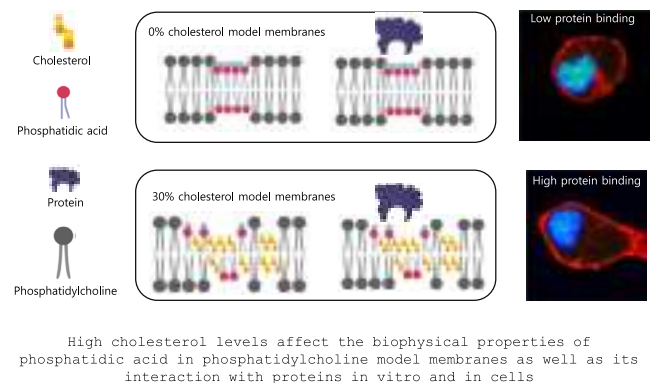 Cholesterol
Phosphatidic acid
Protein
Phosphatidylcholine
0% cholesterol model membranes
Low protein binding
30% cholesterol model membranes
High protein binding
High cholesterol levels affect the biophysical properties of
phosphatidic acid in phosphatidylcholine model membranes as well as its
interaction with proteins in vitro and in cells